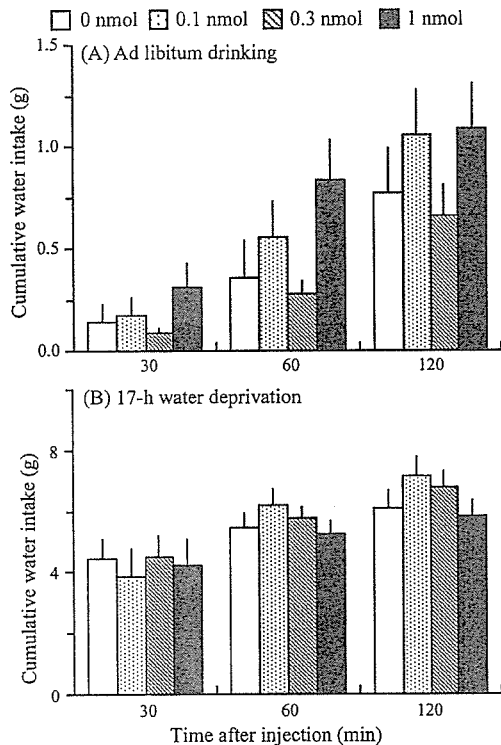 0 nmol 0.1 nmol 0.3 nmol 1 nmol
(A) Ad libitum drinking
Cumulative water intake (g)
1.5
1.0
0.5
0.0
30 60 120
(B) 17-h water deprivation
Cumulative water intake (g)
8
4
0
30 60 120
Time after injection (min)